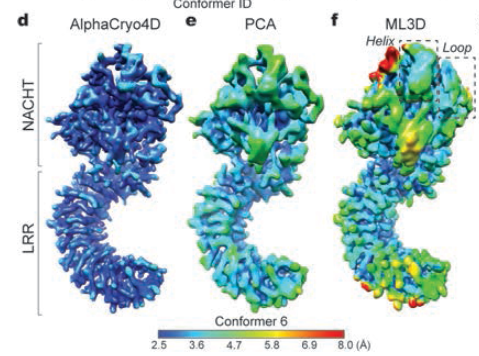 Conformer ID
d AlphaCryo4D e PCA f ML3D
Helix
Loop
NACHT
LRR
Conformer 6
2.5 3.6 4.7 5.8 6.9 8.0 (Å)